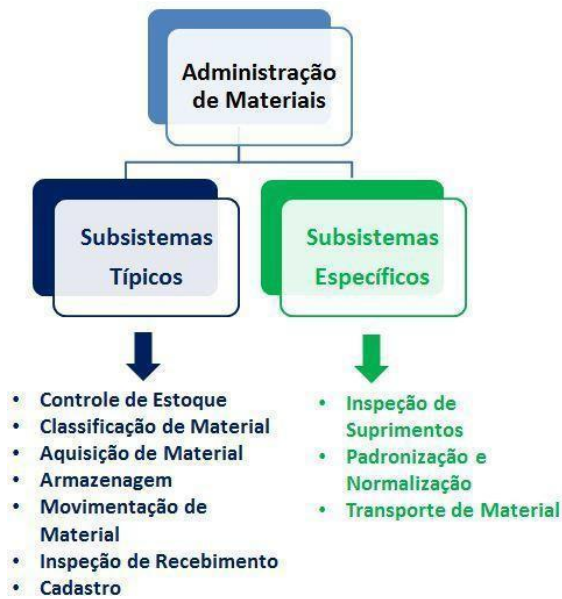 Administração
de Materiais
Subsistemas
Típicos
Subsistemas
Específicos
• Controle de Estoque
• Classificação de Material
• Aquisição de Material
• Armazenagem
• Movimentação de
Material
• Inspeção de Recebimento
• Cadastro
• Inspeção de
Suprimentos
• Padronização e
Normalização
• Transporte de Material